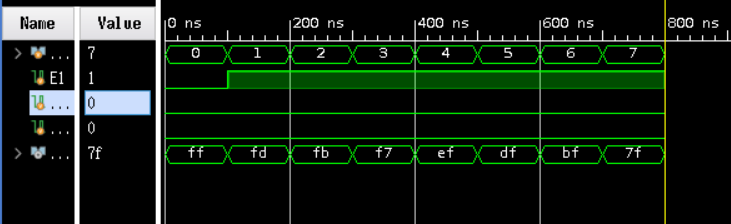 Name Value 0 ns 200 ns 400 ns 600 ns 800 ns
... 7 0 1 2 3 4 5 6 7
E1 1
... 0
... 0
... 7f ff fd fb f7 ef df bf 7f